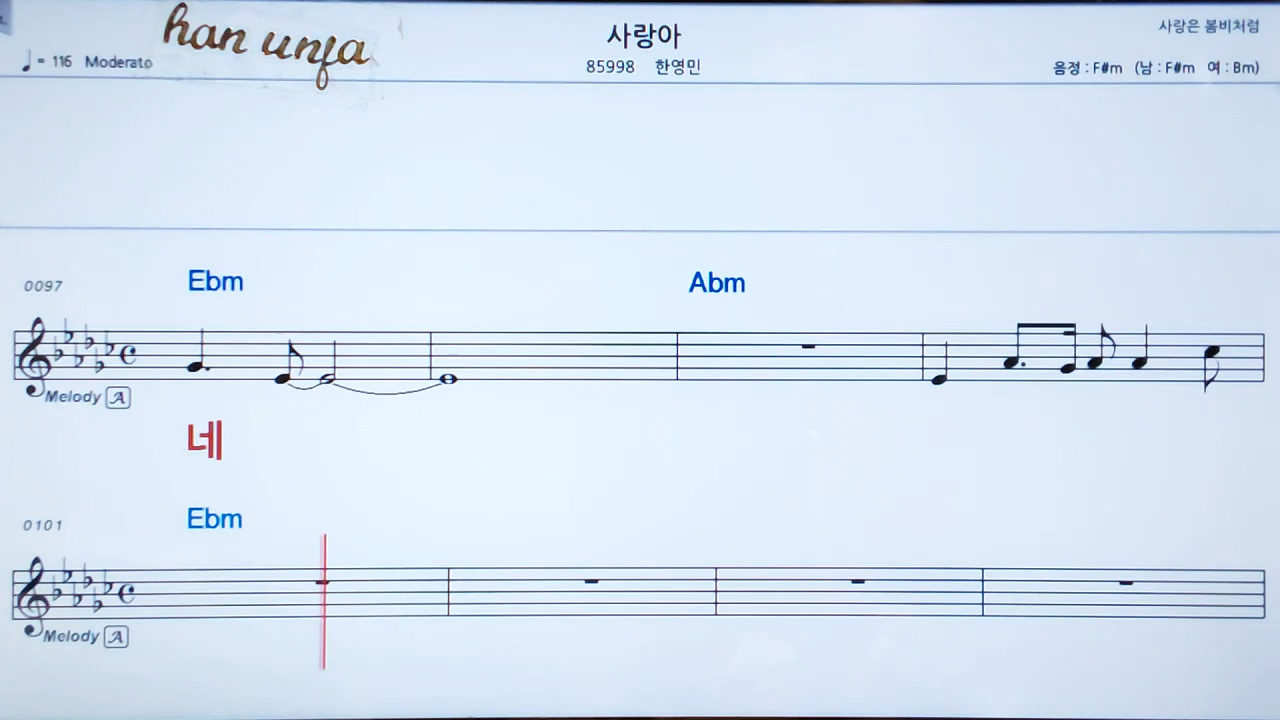 han unfa
사랑아
사랑은 봄비처럼
♩= 116 Moderato
85998 한영민
음정 : F#m (남 : F#m 여 : Bm)
0097 Ebm Abm
Melody A
네
0101 Ebm
Melody A